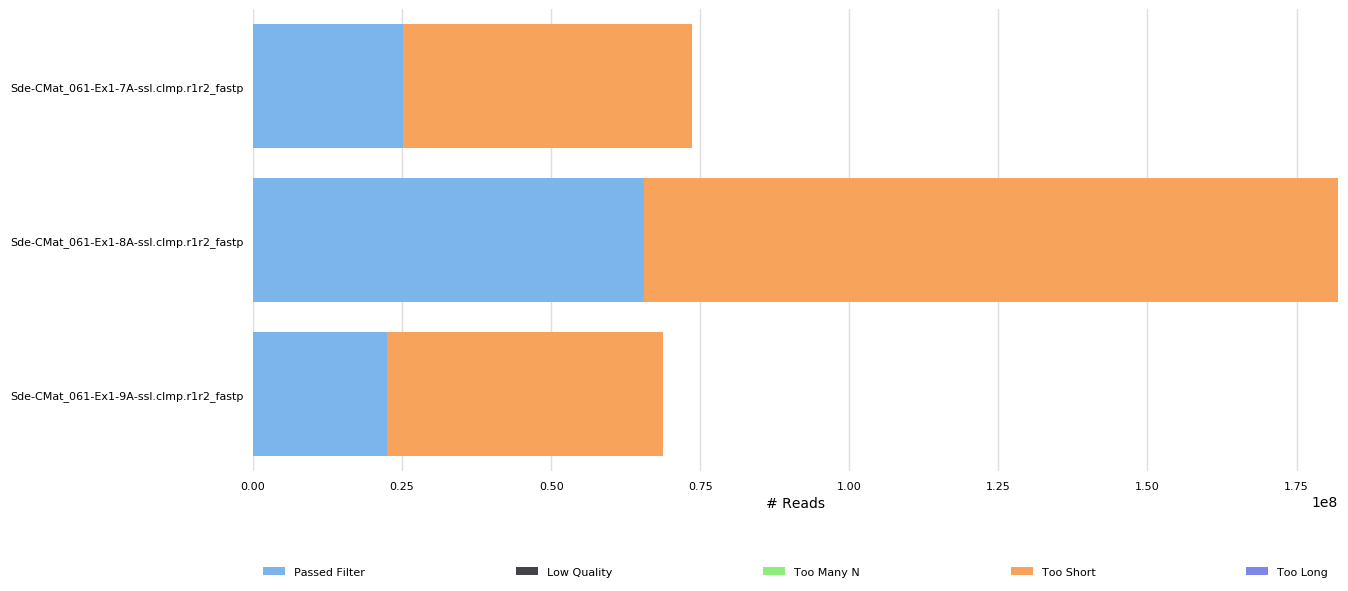 Sde-CMat_061-Ex1-7A-ssl.clmp.r1r2_fastp
Sde-CMat_061-Ex1-8A-ssl.clmp.r1r2_fastp
Sde-CMat_061-Ex1-9A-ssl.clmp.r1r2_fastp
0.00 0.25 0.50 0.75 1.00 1.25 1.50 1.75
# Reads
1e8
Passed Filter Low Quality Too Many N Too Short Too Long